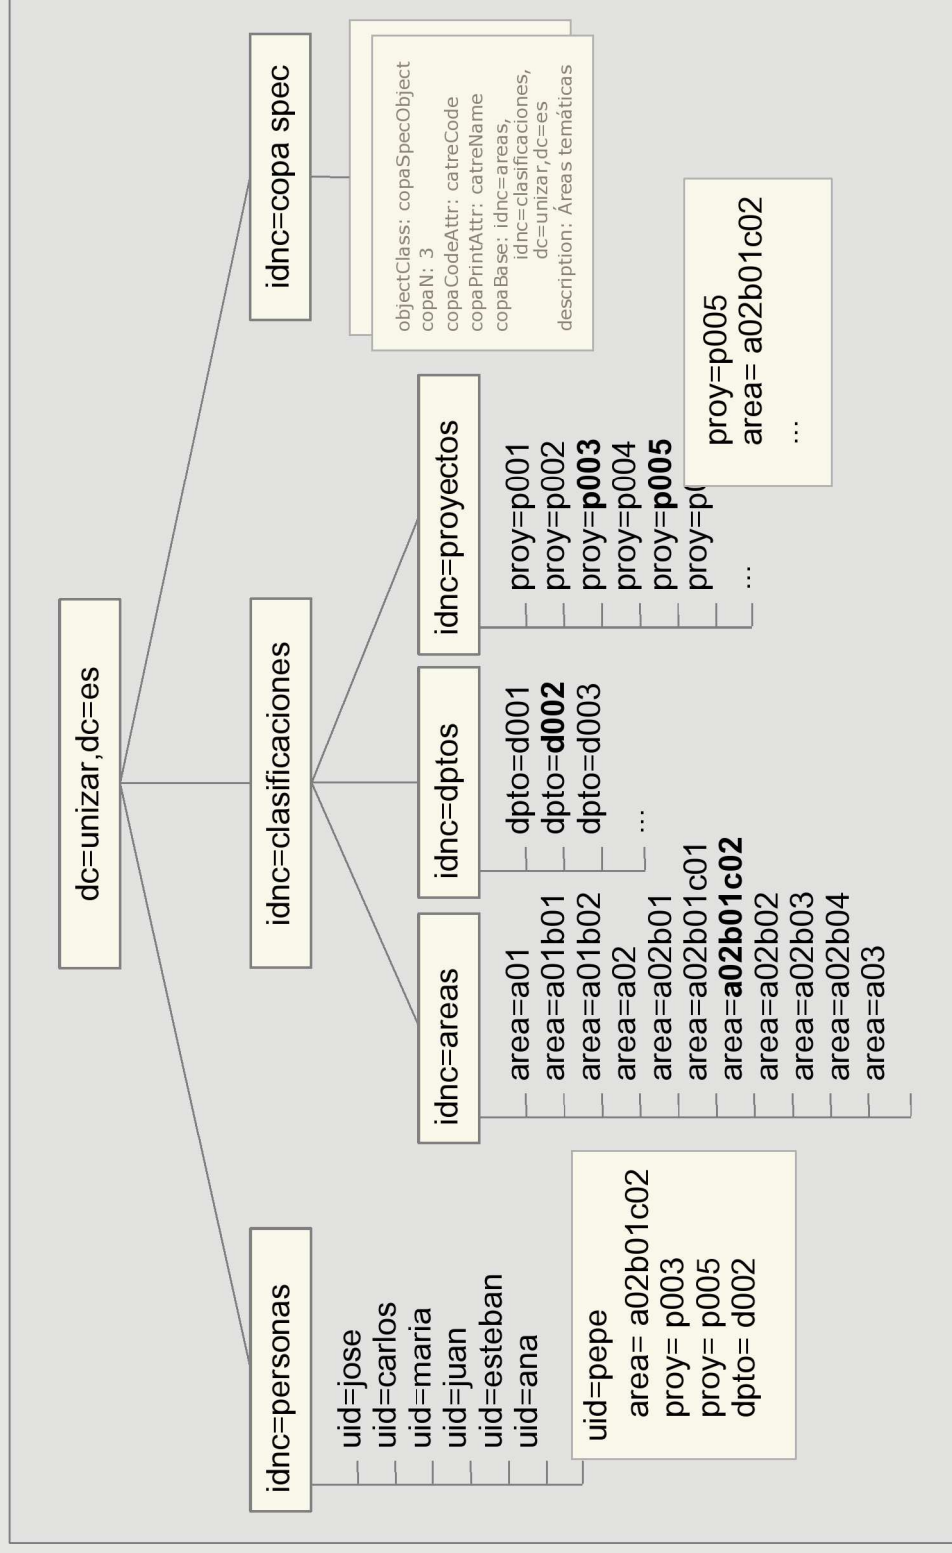 dc=unizar,dc=es
idnc=personas
idnc=clasificaciones
idnc=copa spec
uid=jose
uid=carlos
uid=maria
uid=juan
uid=esteban
uid=ana
uid=pepe
area= a02b01c02
proy= p003
proy= p005
dpto= d002
idnc=areas
area=a01
area=a01b01
area=a01b02
area=a02
area=a02b01
area=a02b01c01
area=a02b01c02
area=a02b02
area=a02b03
area=a02b04
area=a03
idnc=dptos
dpto=d001
dpto=d002
dpto=d003
...
idnc=proyectos
proy=p001
proy=p002
proy=p003
proy=p004
proy=p005
...
proy=p005
area= a02b01c02
...
objectClass: copaSpecObject
copaN: 3
copaCodeAttr: catreCode
copaPrintAttr: catreName
copaBase: idnc=areas,
idnc=clasificaciones,
dc=unizar,dc=es
description: Áreas temáticas